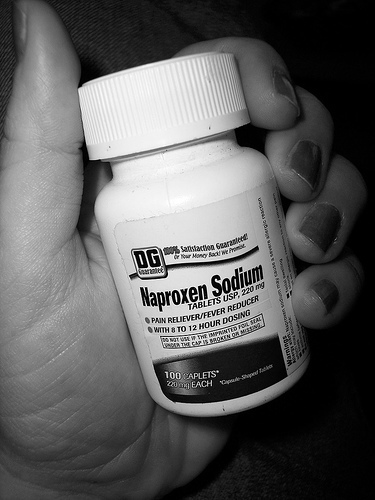 100% Satisfaction Guaranteed!
Or Your Money Back! We Promise.
DG
Guarantee
Naproxen Sodium
TABLETS USP, 220 mg
PAIN RELIEVER/FEVER REDUCER
WITH 8 TO 12 HOUR DOSING
DO NOT USE IF THE IMPRINTED FOIL SEAL
UNDER THE CAP IS BROKEN OR MISSING.
100 CAPLETS*
220 mg EACH
*Capsule-Shaped Tablets